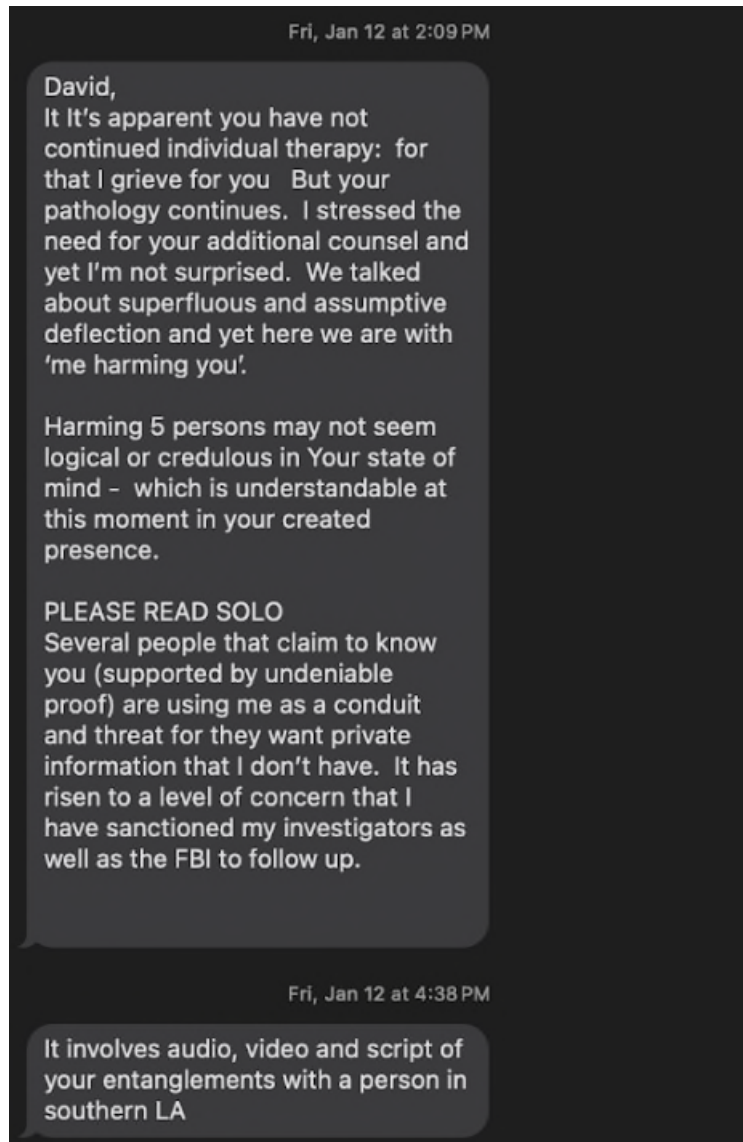 Fri, Jan 12 at 2:09 PM
David,
It It's apparent you have not
continued individual therapy:  for
that I grieve for you   But your
pathology continues.  I stressed the
need for your additional counsel and
yet I'm not surprised.  We talked
about superfluous and assumptive
deflection and yet here we are with
'me harming you'.
Harming 5 persons may not seem
logical or credulous in Your state of
mind -  which is understandable at
this moment in your created
presence.
PLEASE READ SOLO
Several people that claim to know
you (supported by undeniable
proof) are using me as a conduit
and threat for they want private
information that I don't have.  It has
risen to a level of concern that I
have sanctioned my investigators as
well as the FBI to follow up.
Fri, Jan 12 at 4:38 PM
It involves audio, video and script of
your entanglements with a person in
southern LA